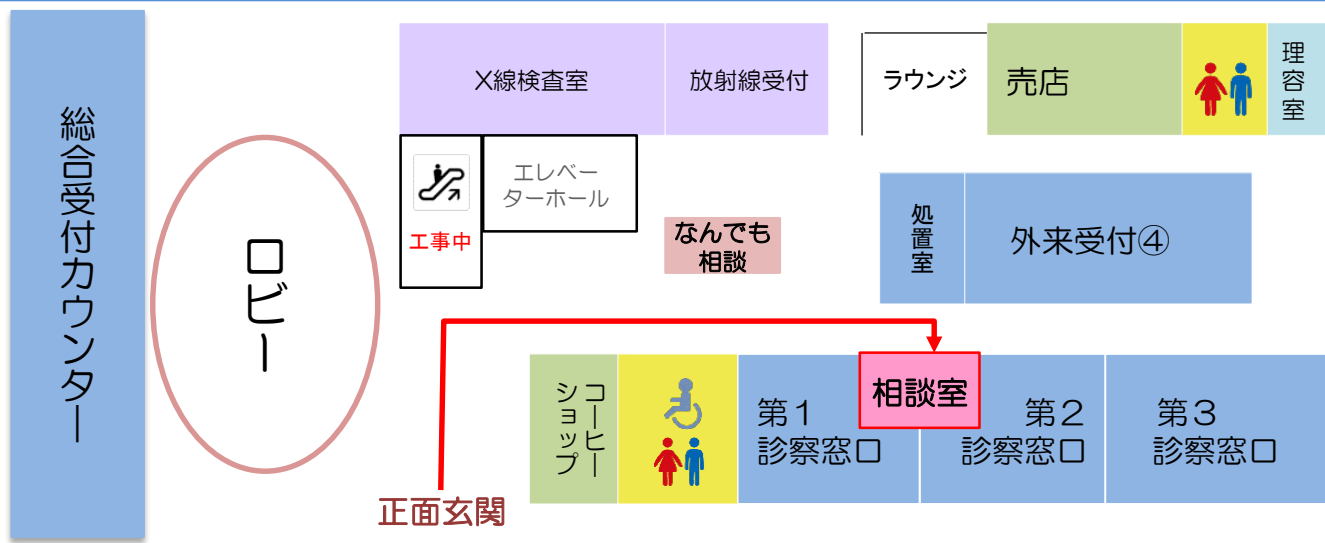 総合受付カウンター
ロビー
X線検査室
放射線受付
ラウンジ
売店
理容室
工事中
エレベー
ターホール
なんでも
相談
処置室
外来受付④
正面玄関
コーヒー
ショップ
第1
診察窓口
相談室
第2
診察窓口
第3
診察窓口